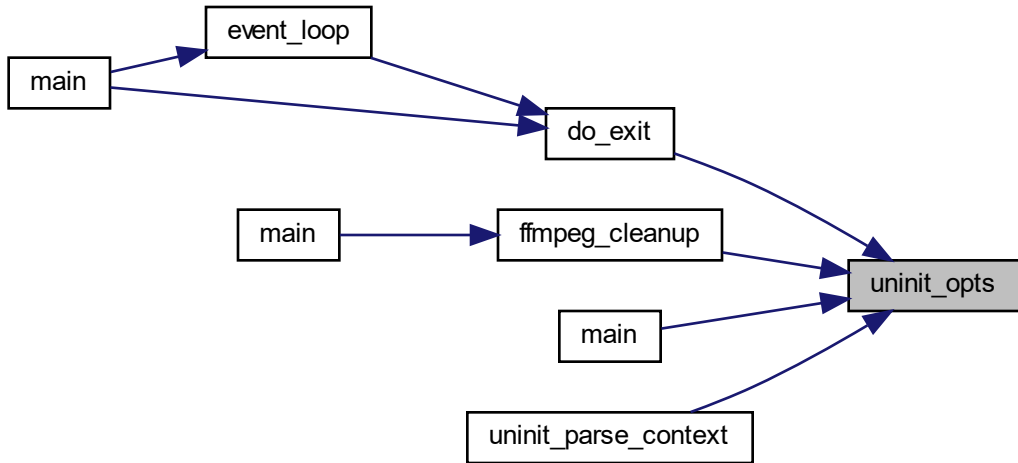 event_loop
main
do_exit
main
ffmpeg_cleanup
uninit_opts
main
uninit_parse_context